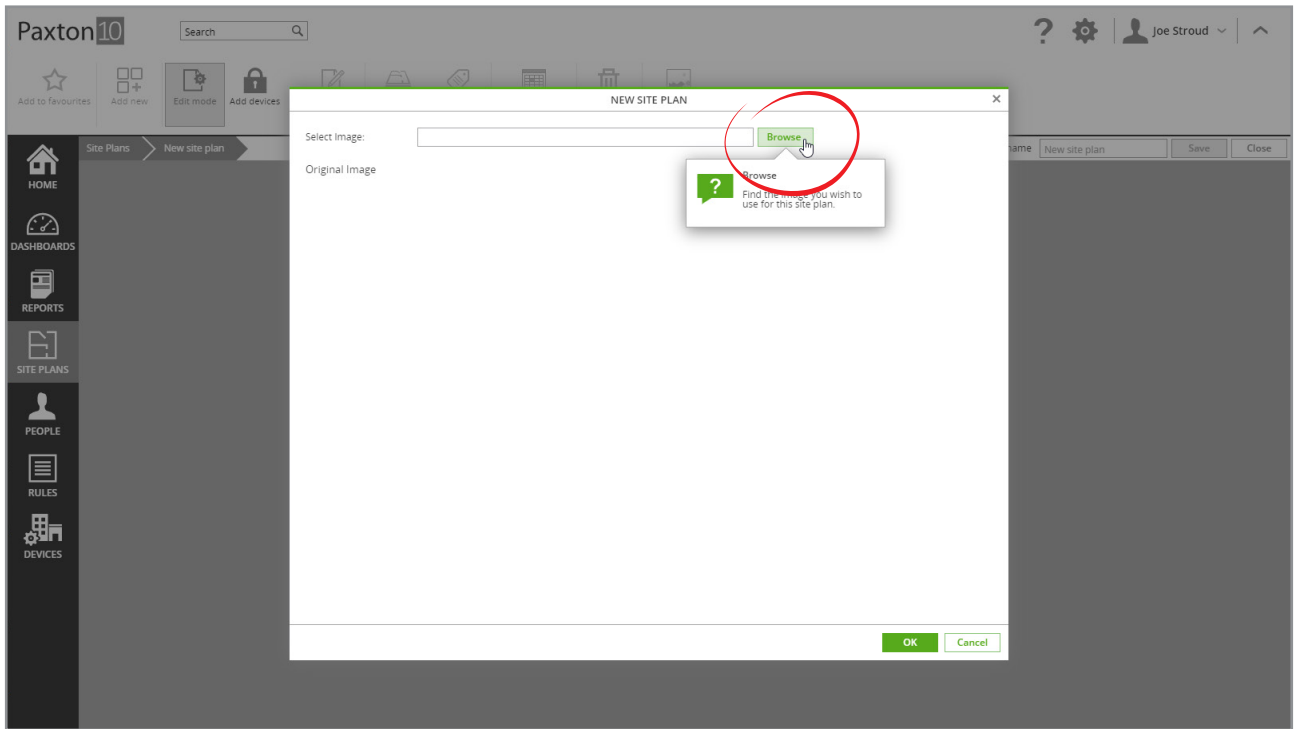 Paxton10
Search
Joe Stroud
Add to favourites
Add new
Edit mode
Add devices
NEW SITE PLAN
Select Image:
Browse
Original Image
?
Browse
Find the image you wish to
use for this site plan.
Site Plans
New site plan
name
New site plan
Save
Close
HOME
DASHBOARDS
REPORTS
SITE PLANS
PEOPLE
RULES
DEVICES
OK
Cancel